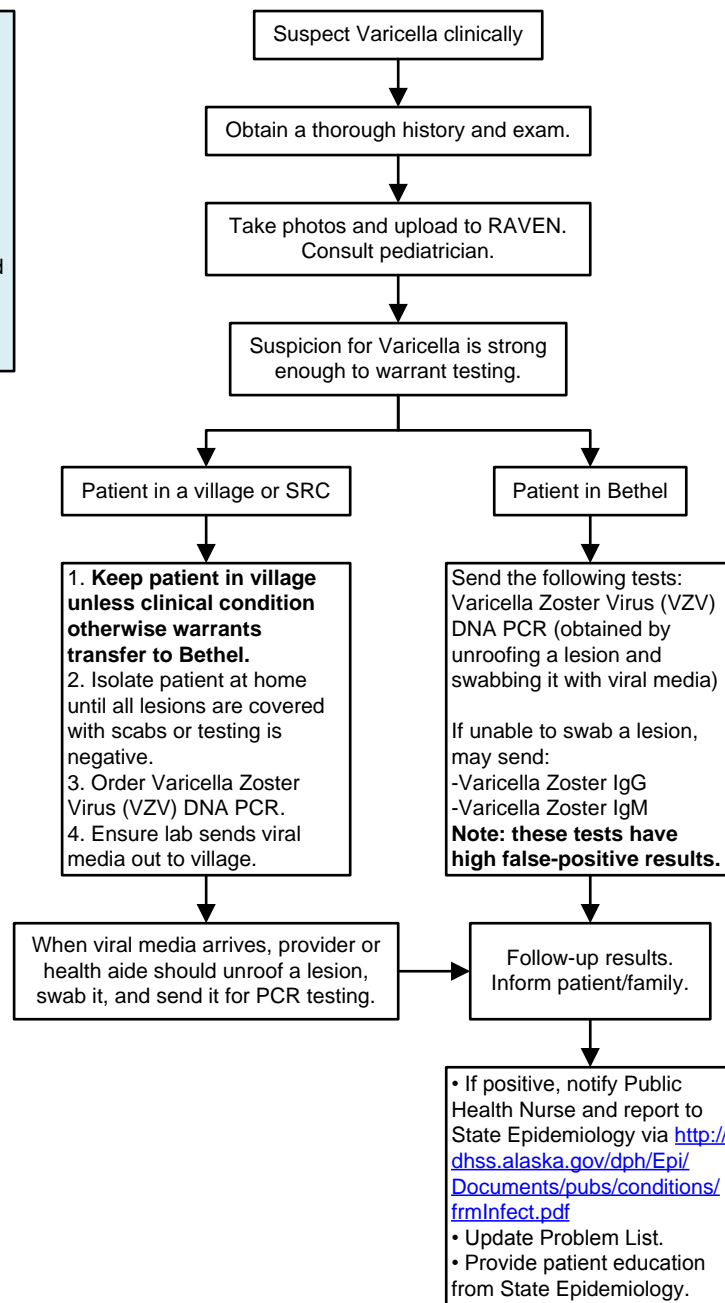 Suspect Varicella clinically
Obtain a thorough history and exam.
Take photos and upload to RAVEN.
Consult pediatrician.
Suspicion for Varicella is strong
enough to warrant testing.
Patient in a village or SRC
Patient in Bethel
1. Keep patient in village
unless clinical condition
otherwise warrants
transfer to Bethel.
2. Isolate patient at home
until all lesions are covered
with scabs or testing is
negative.
3. Order Varicella Zoster
Virus (VZV) DNA PCR.
4. Ensure lab sends viral
media out to village.
Send the following tests:
Varicella Zoster Virus (VZV)
DNA PCR (obtained by
unroofing a lesion and
swabbing it with viral media)
If unable to swab a lesion,
may send:
-Varicella Zoster IgG
-Varicella Zoster IgM
Note: these tests have
high false-positive results.
When viral media arrives, provider or
health aide should unroof a lesion,
swab it, and send it for PCR testing.
Follow-up results.
Inform patient/family.
• If positive, notify Public
Health Nurse and report to
State Epidemiology via http://
dhss.alaska.gov/dph/Epi/
Documents/pubs/conditions/
frmInfect.pdf
• Update Problem List.
• Provide patient education
from State Epidemiology.